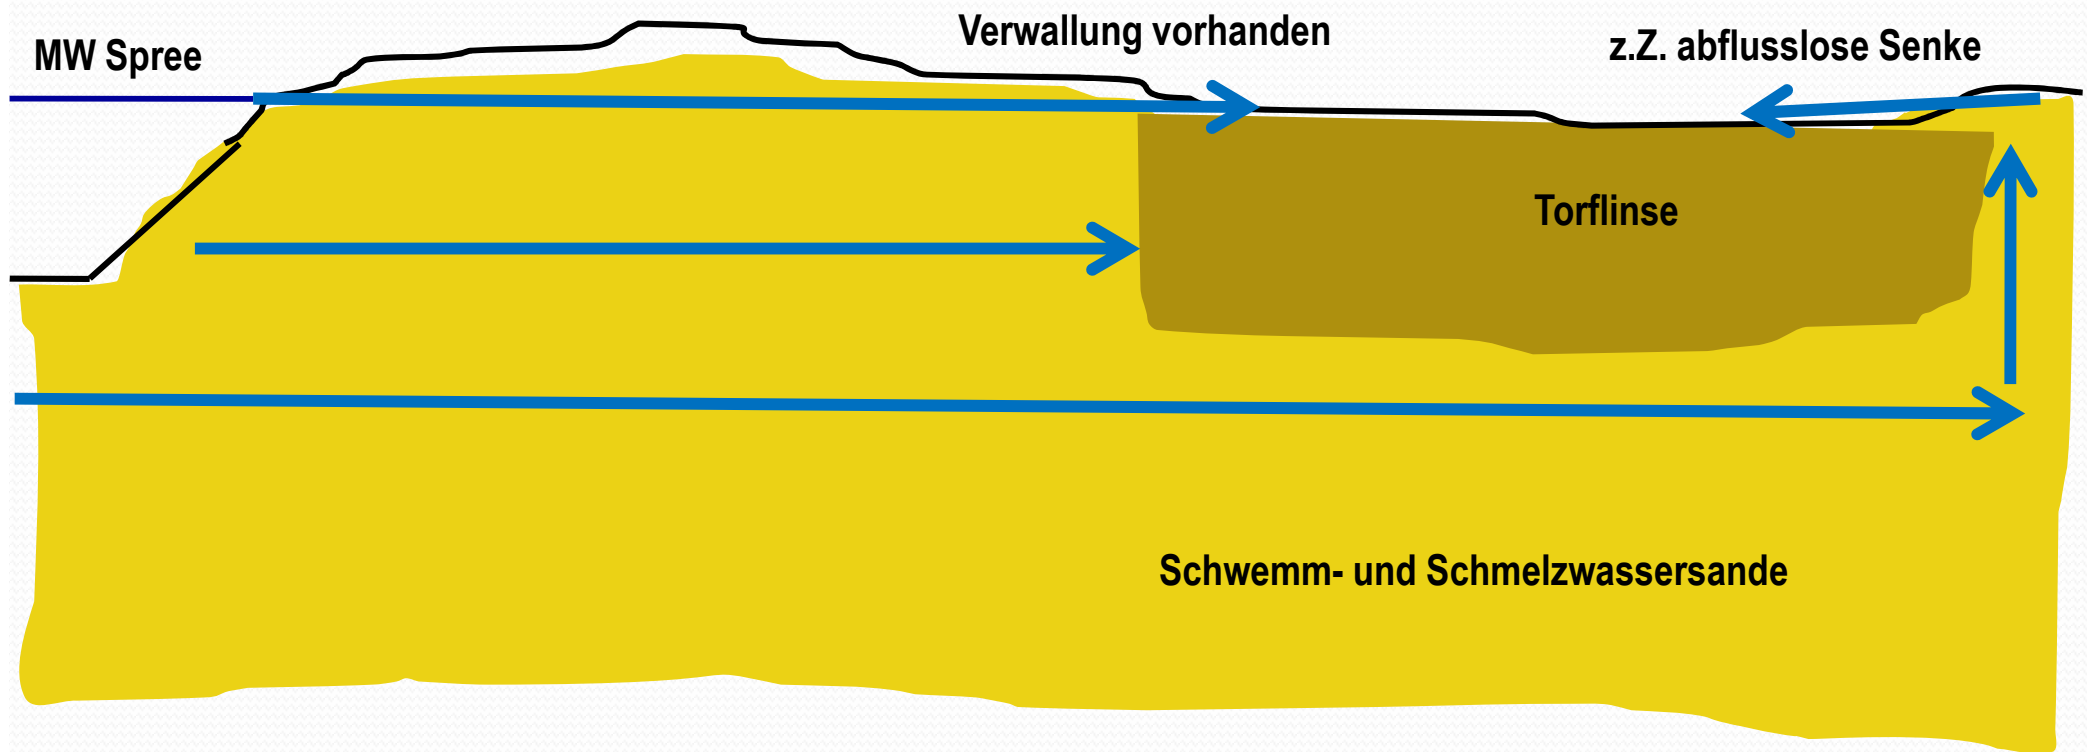 MW Spree
Verwallung vorhanden
z.Z. abflusslose Senke
Torflinse
Schwemm- und Schmelzwassersande